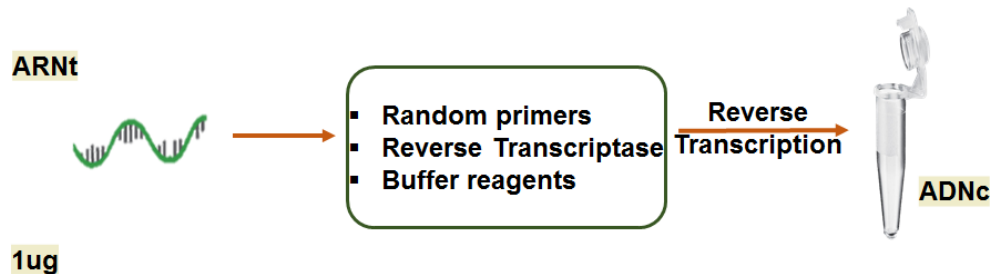 ARNt
1ug
▪ Random primers
▪ Reverse Transcriptase
▪ Buffer reagents
Reverse
Transcription
ADNc